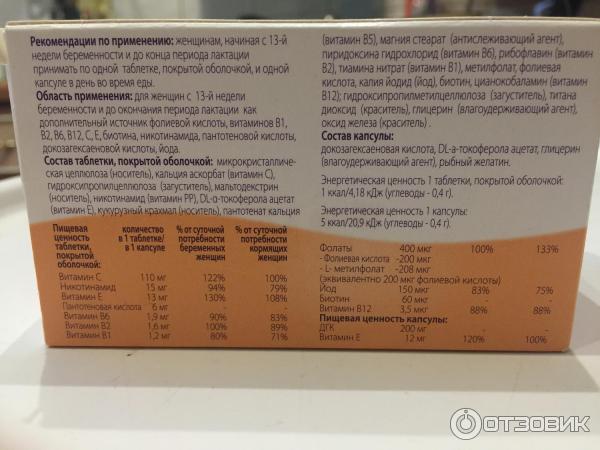 Рекомендации по применению: женщинам, начиная с 13-й
недели беременности и до конца периода лактации
принимать по одной таблетке, покрытой оболочкой, и одной
капсуле в день во время еды.
Область применения: для женщин с 13-й недели
беременности и до окончания периода лактации как
дополнительный источник фолиевой кислоты, витаминов В1,
В2, В6, В12, С, Е, биотина, никотинамида, пантотеновой кислоты,
докозагексаеновой кислоты, йода.
Состав таблетки, покрытой оболочкой: микрокристалличе-
ская целлюлоза (носитель), кальция аскорбат (витамин С),
гидроксипропилцеллюлоза (загуститель), мальтодекстрин
(носитель), никотинамид (витамин РР), DL-α-токоферола ацетат
(витамин Е), кукурузный крахмал (носитель), пантотенат кальция
(витамин В5), магния стеарат (антислеживающий агент),
пиридоксина гидрохлорид (витамин В6), рибофлавин (витамин
В2), тиамина нитрат (витамин В1), метилфолат, фолиевая
кислота, калия йодид (йод), биотин, цианокобаламин (витамин
В12); гидроксипропилметилцеллюлоза (загуститель), титана
диоксид (краситель), глицерин (влагоудерживающий агент),
оксид железа (краситель).
Состав капсулы:
докозагексаеновая кислота, DL-а-токоферола ацетат, глицерин
(влагоудерживающий агент), рыбный желатин.
Энергетическая ценность 1 таблетки, покрытой оболочкой:
1 ккал/4,18 кДж (углеводы - 0,4 г).
Энергетическая ценность 1 капсулы:
5 ккал/20,9 кДж (углеводы - 0,4 г).
Пищевая ценность таблетки, покрытой оболочкой: количество в 1 таблетке/ в 1 капсуле % от суточной потребности беременных женщин % от суточной потребности кормящих женщин
Витамин С 110 мг 122% 100%
Никотинамид 15 мг 94% 79%
Витамин Е 13 мг 130% 108%
Пантотеновая кислота 6 мг - -
Витамин В6 1,9 мг 90% 83%
Витамин В2 1,6 мг 100% 89%
Витамин В1 1,2 мг 80% 71%
Фолаты 400 мкг 100% 133%
- Фолиевая кислота -200 мкг
- L- метилфолат -208 мкг
(эквивалентно 200 мкг фолиевой кислоты)
Йод 150 мкг 83% 75%
Биотин 60 мкг - -
Витамин В12 3,5 мкг 88% 88%
Пищевая ценность капсулы:
ДГК 200 мг - -
Витамин Е 12 мг 120% 100%
ОТЗОВИК